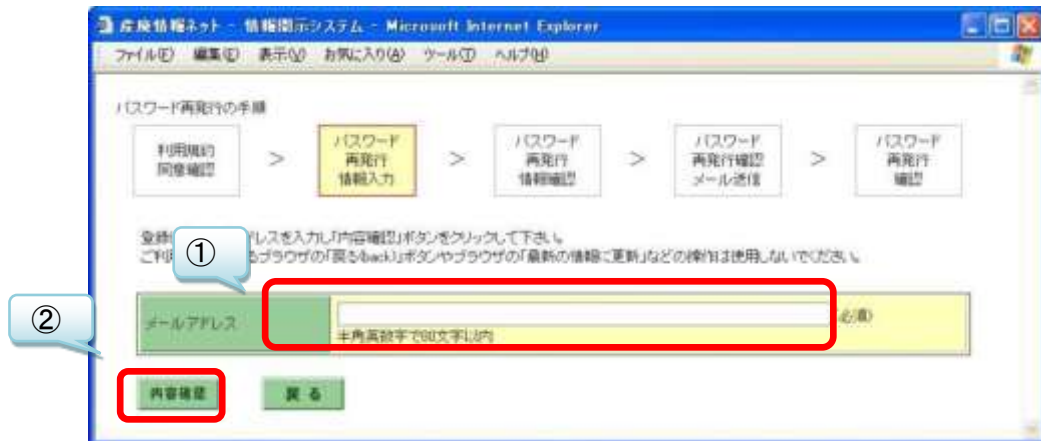 産廃情報ネット - 情報開示システム - Microsoft Internet Explorer
ファイル(F) 編集(E) 表示(V) お気に入り(A) ツール(T) ヘルプ(H)
パスワード再発行の手順
利用規約
同意確認
>
パスワード
再発行
情報入力
>
パスワード
再発行
情報確認
>
パスワード
再発行確認
メール送信
>
パスワード
再発行
確認
登録 ドレスを入力し「内容確認」ボタンをクリックして下さい。
ご利用 るブラウザの「戻る(back)」ボタンやブラウザの「最新の情報に更新」などの操作は使用しないでください。
①
②
メールアドレス
必須)
半角英数字で80文字以内
内容確認
戻る